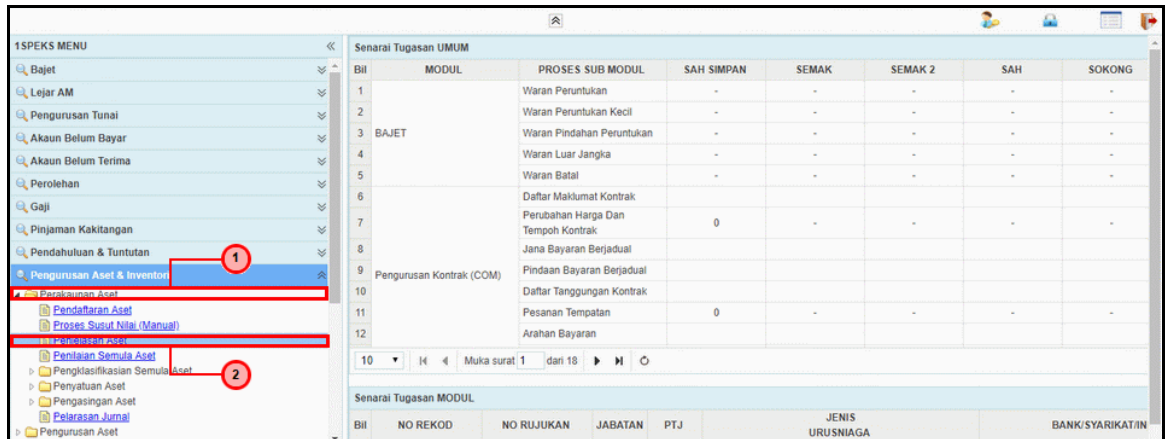 1SPEKS MENU
Bajet
Lejar AM
Pengurusan Tunai
Akaun Belum Bayar
Akaun Belum Terima
Perolehan
Gaji
Pinjaman Kakitangan
Pendahuluan & Tuntutan
Pengurusan Aset & Inventori
Perakaunan Aset
Pendaftaran Aset
Proses Susut Nilai (Manual)
Penjelasan Aset
Penilaian Semula Aset
Pengklasifikasian Semula Aset
Penyatuan Aset
Pengasingan Aset
Pelarasan Jurnal
Pengurusan Aset
1
2
Senarai Tugasan UMUM
Bil MODUL PROSES SUB MODUL SAH SIMPAN SEMAK SEMAK 2 SAH SOKONG
1 Waran Peruntukan - - - - -
2 Waran Peruntukan Kecil - - - - -
3 BAJET Waran Pindahan Peruntukan - - - - -
4 Waran Luar Jangka - - - - -
5 Waran Batal - - - - -
6 Daftar Maklumat Kontrak
7 Perubahan Harga Dan Tempoh Kontrak 0 - - - -
8 Jana Bayaran Berjadual
9 Pengurusan Kontrak (COM) Pindaan Bayaran Berjadual
10 Daftar Tanggungan Kontrak
11 Pesanan Tempatan 0 - - - -
12 Arahan Bayaran
10 Muka surat 1 dari 18
Senarai Tugasan MODUL
Bil NO REKOD NO RUJUKAN JABATAN PTJ JENIS URUSNIAGA BANK/SYARIKAT/IN